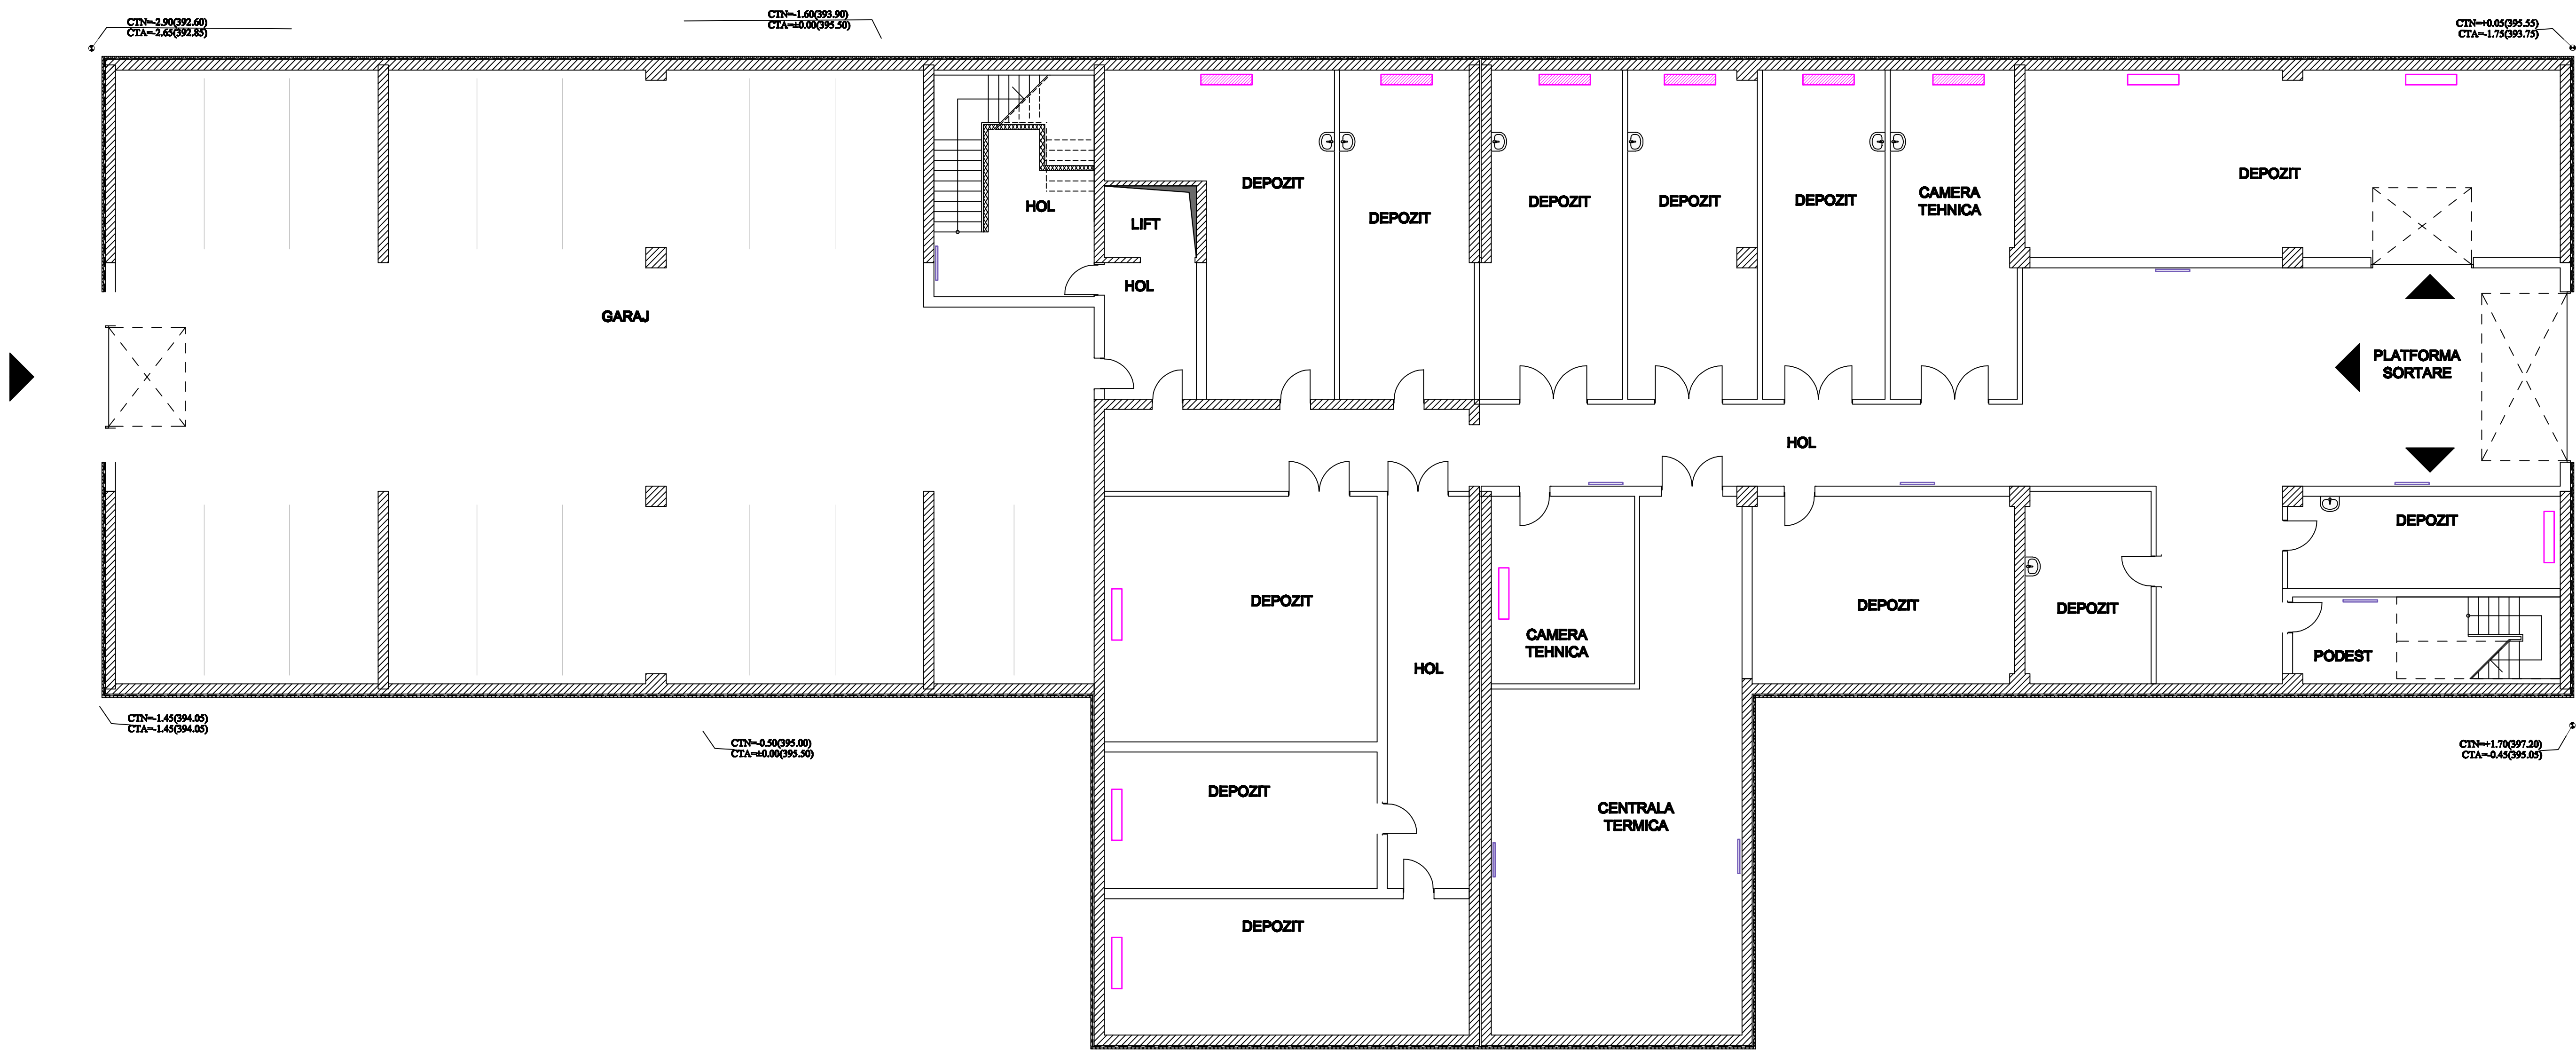 CTN=-2.90(392.60)
CTA=-2.65(392.85)
CTN=-1.60(393.90)
CTA=±0.00(395.50)
CTN=+0.05(395.55)
CTA=-1.75(393.75)
DEPOZIT
DEPOZIT
DEPOZIT
DEPOZIT
DEPOZIT
CAMERA
TEHNICA
DEPOZIT
HOL
LIFT
HOL
GARAJ
PLATFORMA
SORTARE
HOL
DEPOZIT
DEPOZIT
DEPOZIT
DEPOZIT
CAMERA
TEHNICA
HOL
PODEST
CTN=-1.45(394.05)
CTA=-1.45(394.05)
CTN=-0.50(395.00)
CTA=±0.00(395.50)
CTN=+1.70(397.20)
CTA=-0.45(395.05)
DEPOZIT
CENTRALA
TERMICA
DEPOZIT